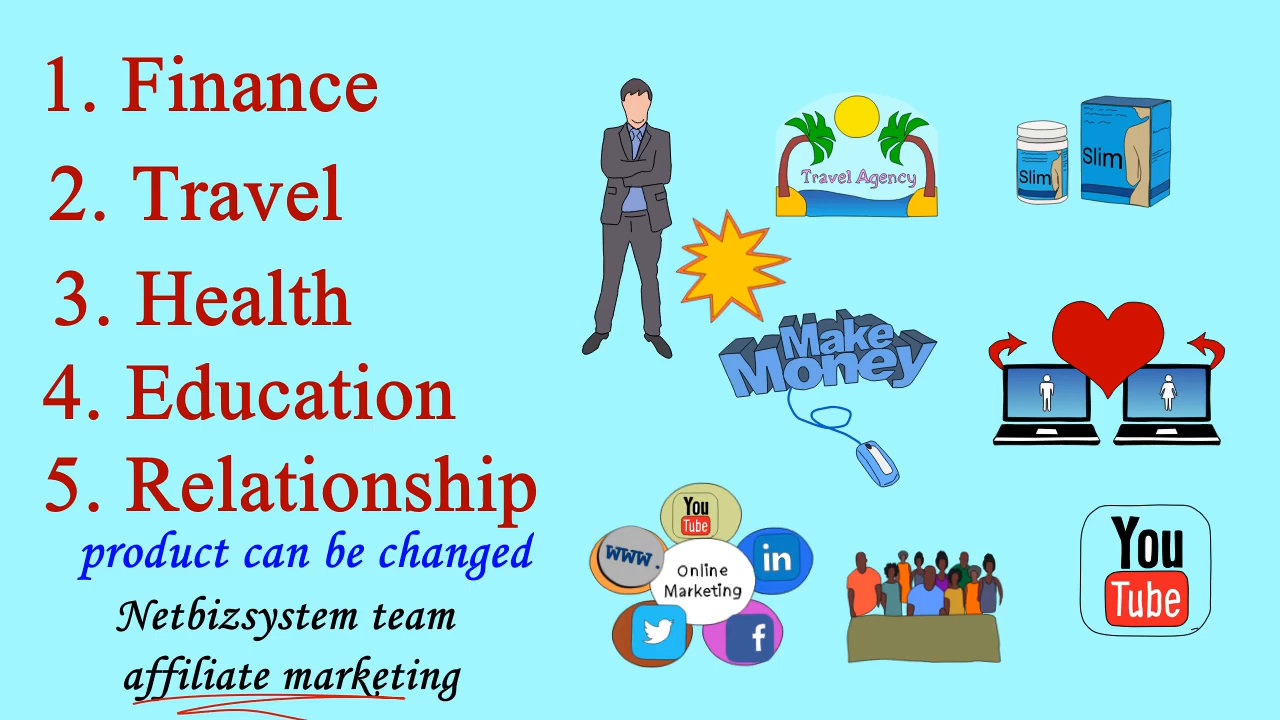 1. Finance
2. Travel
3. Health
4. Education
5. Relationship
product can be changed
Netbizsystem team
affiliate marketing
Travel Agency
Slim
Slim
Make
Money
You
Tube
www.
in
Online
Marketing
f
You
Tube